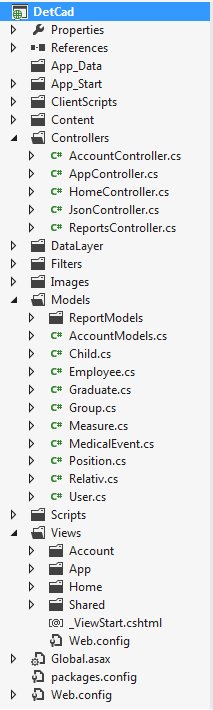 DetCad
Properties
References
App_Data
App_Start
ClientScripts
Content
Controllers
C# AccountController.cs
C# AppController.cs
C# HomeController.cs
C# JsonController.cs
C# ReportsController.cs
DataLayer
Filters
Images
Models
ReportModels
C# AccountModels.cs
C# Child.cs
C# Employee.cs
C# Graduate.cs
C# Group.cs
C# Measure.cs
C# MedicalEvent.cs
C# Position.cs
C# Relativ.cs
C# User.cs
Scripts
Views
Account
App
Home
Shared
[@] _ViewStart.cshtml
Web.config
Global.asax
packages.config
Web.config